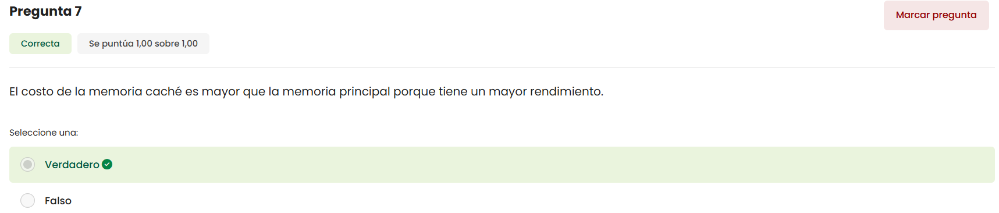 Pregunta 7
Marcar pregunta
Correcta
Se puntúa 1,00 sobre 1,00
El costo de la memoria caché es mayor que la memoria principal porque tiene un mayor rendimiento.
Seleccione una:
Verdadero
Falso